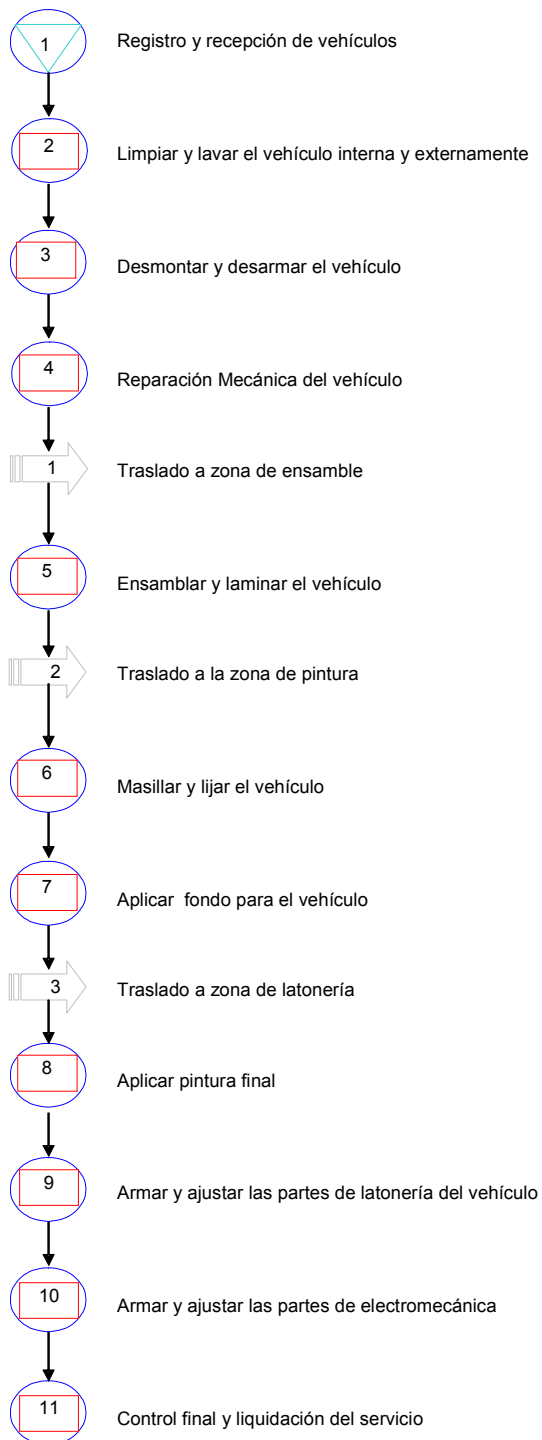 1 Registro y recepción de vehículos
2 Limpiar y lavar el vehículo interna y externamente
3 Desmontar y desarmar el vehículo
4 Reparación Mecánica del vehículo
1 Traslado a zona de ensamble
5 Ensamblar y laminar el vehículo
2 Traslado a la zona de pintura
6 Masillar y lijar el vehículo
7 Aplicar  fondo para el vehículo
3 Traslado a zona de latonería
8 Aplicar pintura final
9 Armar y ajustar las partes de latonería del vehículo
10 Armar y ajustar las partes de electromecánica
11 Control final y liquidación del servicio